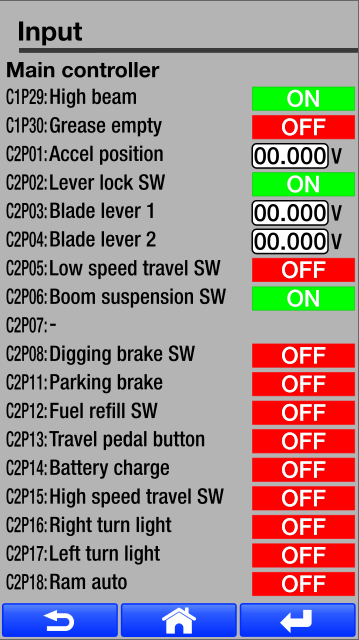 Input
Main controller
C1P29: High beam ON
C1P30: Grease empty OFF
C2P01: Accel position 00.000 V
C2P02: Lever lock SW ON
C2P03: Blade lever 1 00.000 V
C2P04: Blade lever 2 00.000 V
C2P05: Low speed travel SW OFF
C2P06: Boom suspension SW ON
C2P07: -
C2P08: Digging brake SW OFF
C2P11: Parking brake OFF
C2P12: Fuel refill SW OFF
C2P13: Travel pedal button OFF
C2P14: Battery charge OFF
C2P15: High speed travel SW OFF
C2P16: Right turn light OFF
C2P17: Left turn light OFF
C2P18: Ram auto OFF